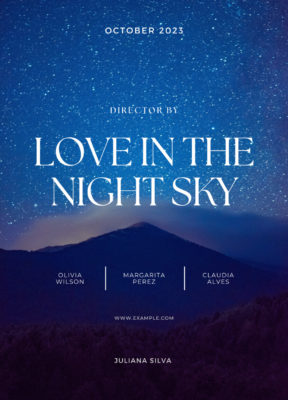 OCTOBER 2023
DIRECTOR BY
LOVE IN THE
NIGHT SKY
OLIVIA
WILSON
MARGARITA
PEREZ
CLAUDIA
ALVES
WWW.EXAMPLE.COM
JULIANA SILVA